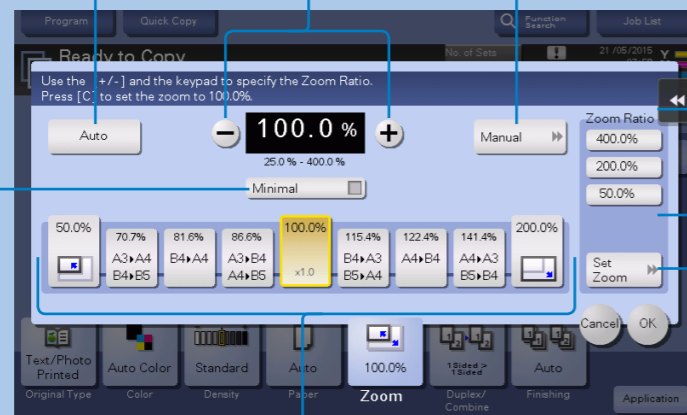 Program
Quick Copy
Function
Search
Job List
Ready to Copy
No. of Sets
21/05/2015
Y
Use the [+/-] and the keypad to specify the Zoom Ratio.
Press [C] to set the zoom to 100.0%.
Auto
−
100.0 %
+
Manual
25.0 % - 400.0 %
Minimal
Zoom Ratio
400.0%
200.0%
50.0%
Set
Zoom
50.0%
70.7%
A3▸A4
B4▸B5
81.6%
B4▸A4
86.6%
A3▸B4
A4▸B5
100.0%
x1.0
115.4%
B4▸A3
B5▸A4
122.4%
A4▸B4
141.4%
A4▸A3
B5▸B4
200.0%
Cancel
OK
Text/Photo
Printed
Auto Color
Standard
Auto
100.0%
1Sided >
1Sided
Auto
Original Type
Color
Density
Paper
Zoom
Duplex/
Combine
Finishing
Application